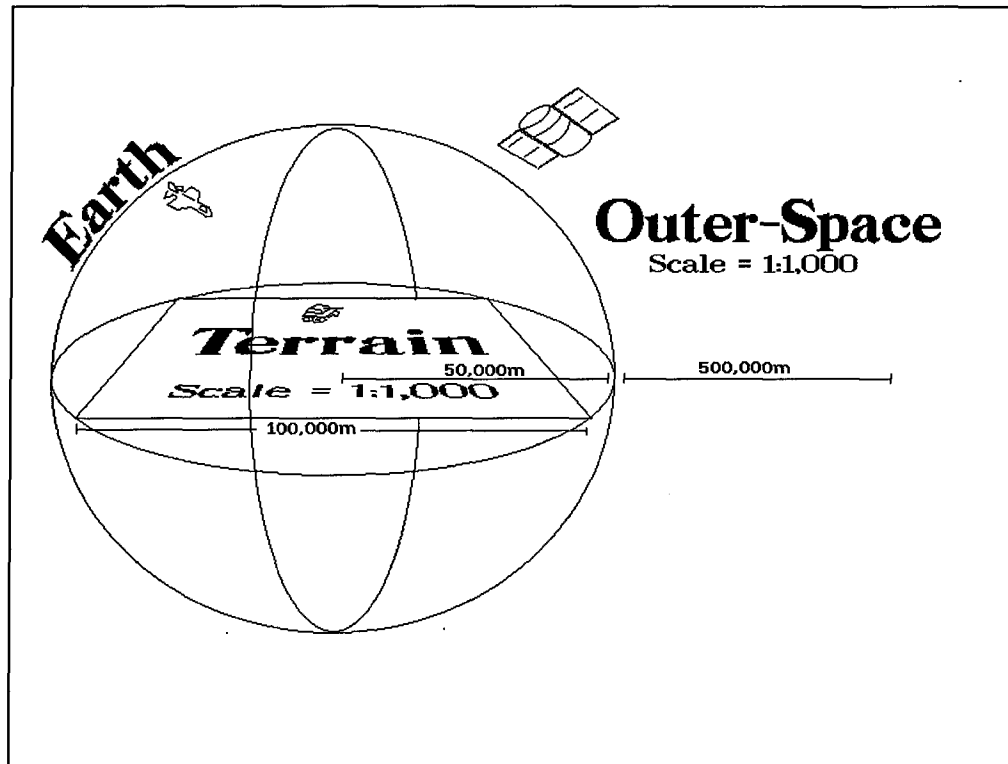 Earth
Outer-Space
Scale = 1:1,000
Terrain
50,000m
500,000m
Scale = 1:1,000
100,000m